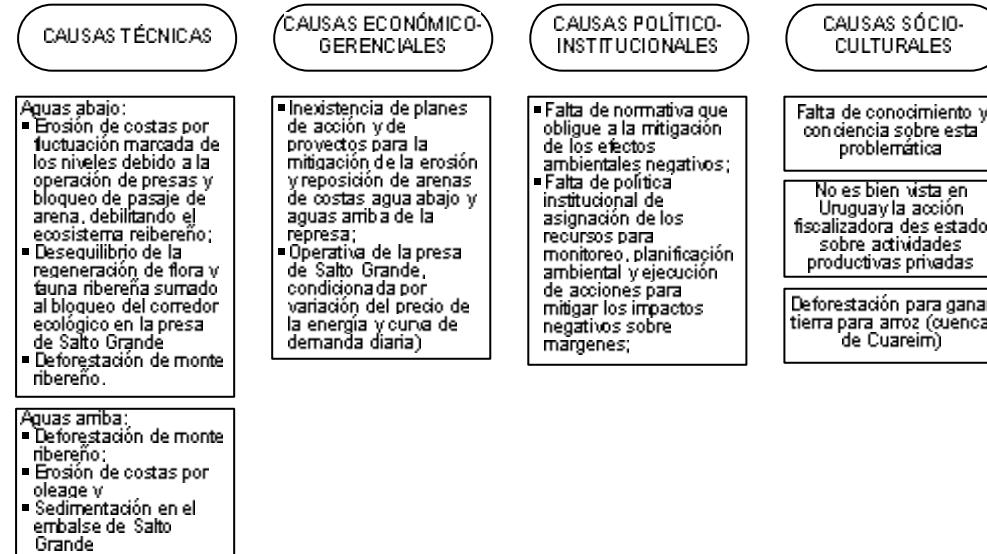 CAUSAS TÉCNICAS
Aguas abajo:
▪ Erosión de costas por
fluctuación marcada de
los niveles debido a la
operación de presas y
bloqueo de pasaje de
arena, debilitando el
ecosistema reibereño;
▪ Desequilibrio de la
regeneración de flora y
fauna ribereña sumado
al bloqueo del corredor
ecológico en la presa
de Salto Grande
▪ Deforestación de monte
ribereño.
Aguas arriba:
▪ Deforestación de monte
ribereño;
▪ Erosión de costas por
oleage y
▪ Sedimentación en el
embalse de Salto
Grande
CAUSAS ECONÓMICO-
GERENCIALES
▪ Inexistencia de planes
de acción y de
proyectos para la
mitigación de la erosión
y reposición de arenas
de costas agua abajo y
aguas arriba de la
represa;
▪ Operativa de la presa
de Salto Grande,
condicionada por
variación del precio de
la energía y curva de
demanda diaria)
CAUSAS POLÍTICO-
INSTITUCIONALES
▪ Falta de normativa que
obligue a la mitigación
de los efectos
ambientales negativos;
▪ Falta de política
institucional de
asignación de los
recursos para
monitoreo, planificación
ambiental y ejecución
de acciones para
mitigar los impactos
negativos sobre
margenes;
CAUSAS SÓCIO-
CULTURALES
Falta de conocimiento y
conciencia sobre esta
problemática
No es bien vista en
Uruguay la acción
fiscalizadora des estado
sobre actividades
productivas privadas
Deforestación para ganar
tierra para arroz (cuenca
de Cuareim)